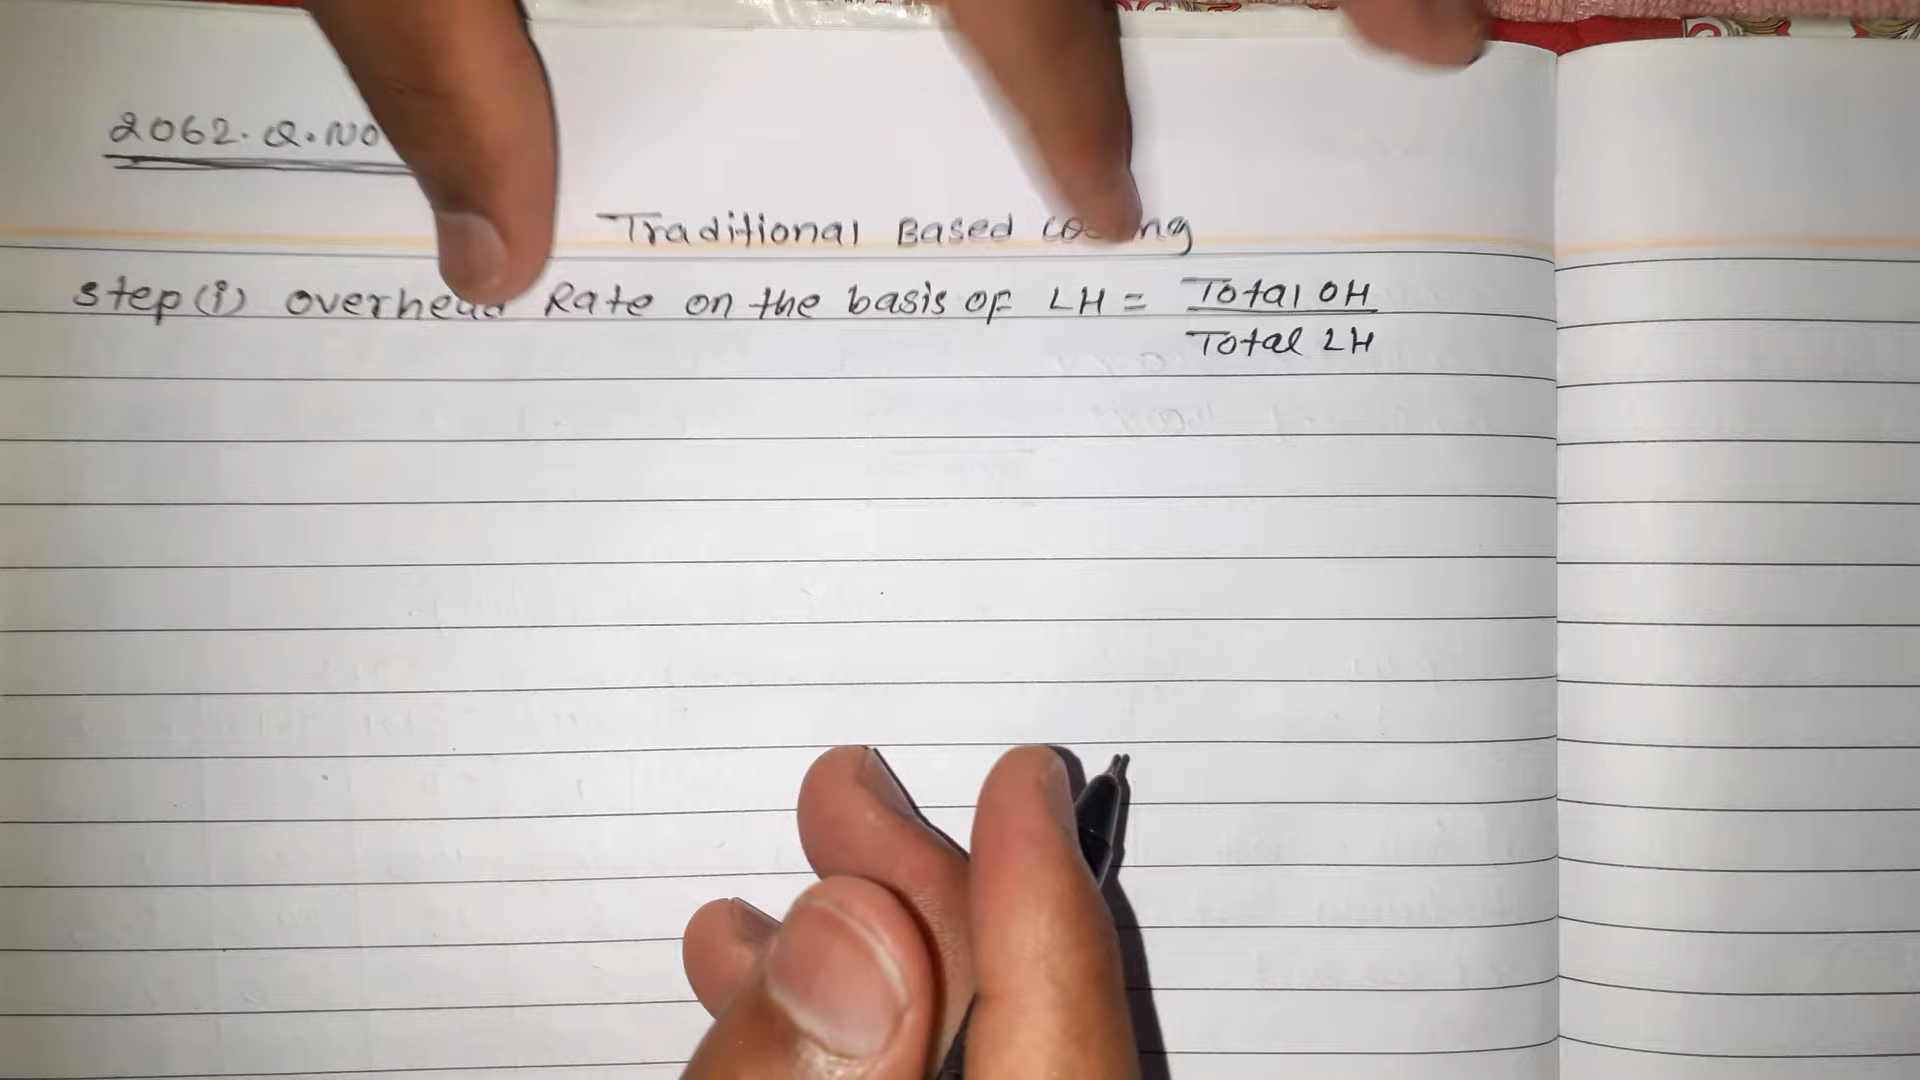 2062. Q. NO
Traditional Based
step (i) overhead Rate on the basis of LH = Total OH
Total LH